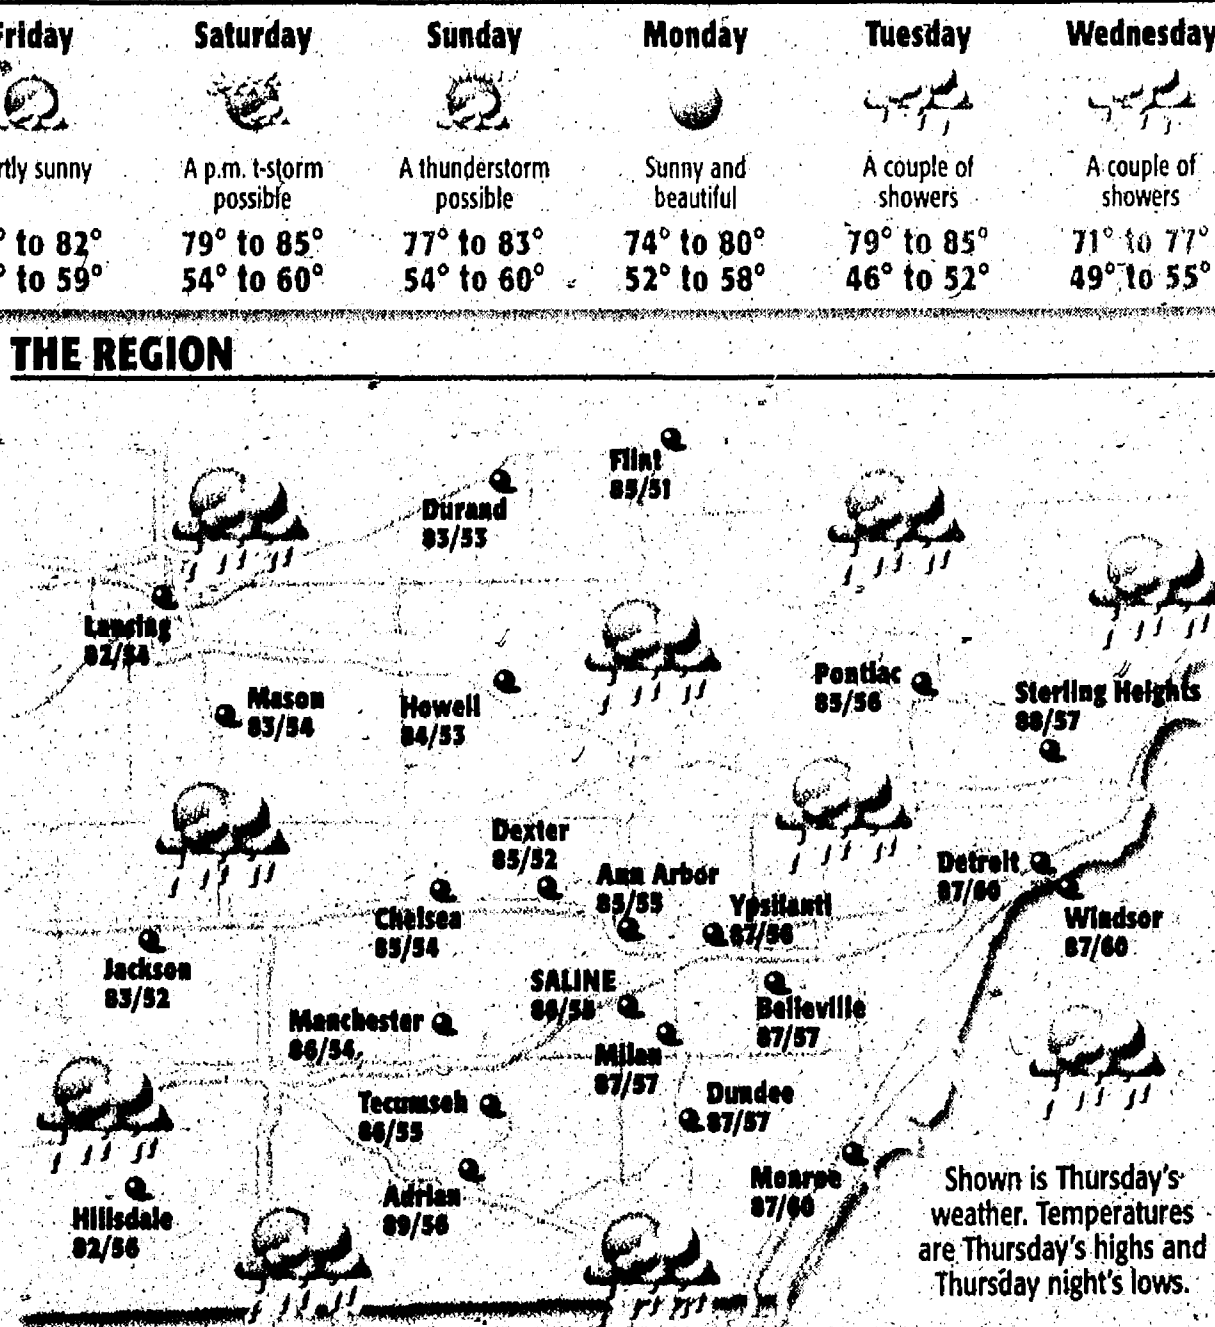 Friday Saturday Sunday Monday Tuesday Wednesday
rtly sunny A p.m. t-storm possible A thunderstorm possible Sunny and beautiful A couple of showers A couple of showers
° to 82° 79° to 85° 77° to 83° 74° to 80° 79° to 85° 71° to 77°
° to 59° 54° to 60° 54° to 60° 52° to 58° 46° to 52° 49° to 55°
THE REGION
Flint
85/51
Durand
83/53
Lansing
82/54
Mason
83/54
Howell
84/53
Pontiac
85/56
Sterling Heights
88/57
Dexter
85/52
Ann Arbor
85/55
Chelsea
85/54
Ypsilanti
87/56
Detroit
87/60
Windsor
87/60
Jackson
83/52
SALINE
Belleville
87/57
Manchester
86/54
Milan
87/57
Tecumseh
86/55
Dundee
87/57
Adrian
89/56
Monroe
87/60
Hillsdale
82/56
Shown is Thursday's
weather. Temperatures
are Thursday's highs and
Thursday night's lows.